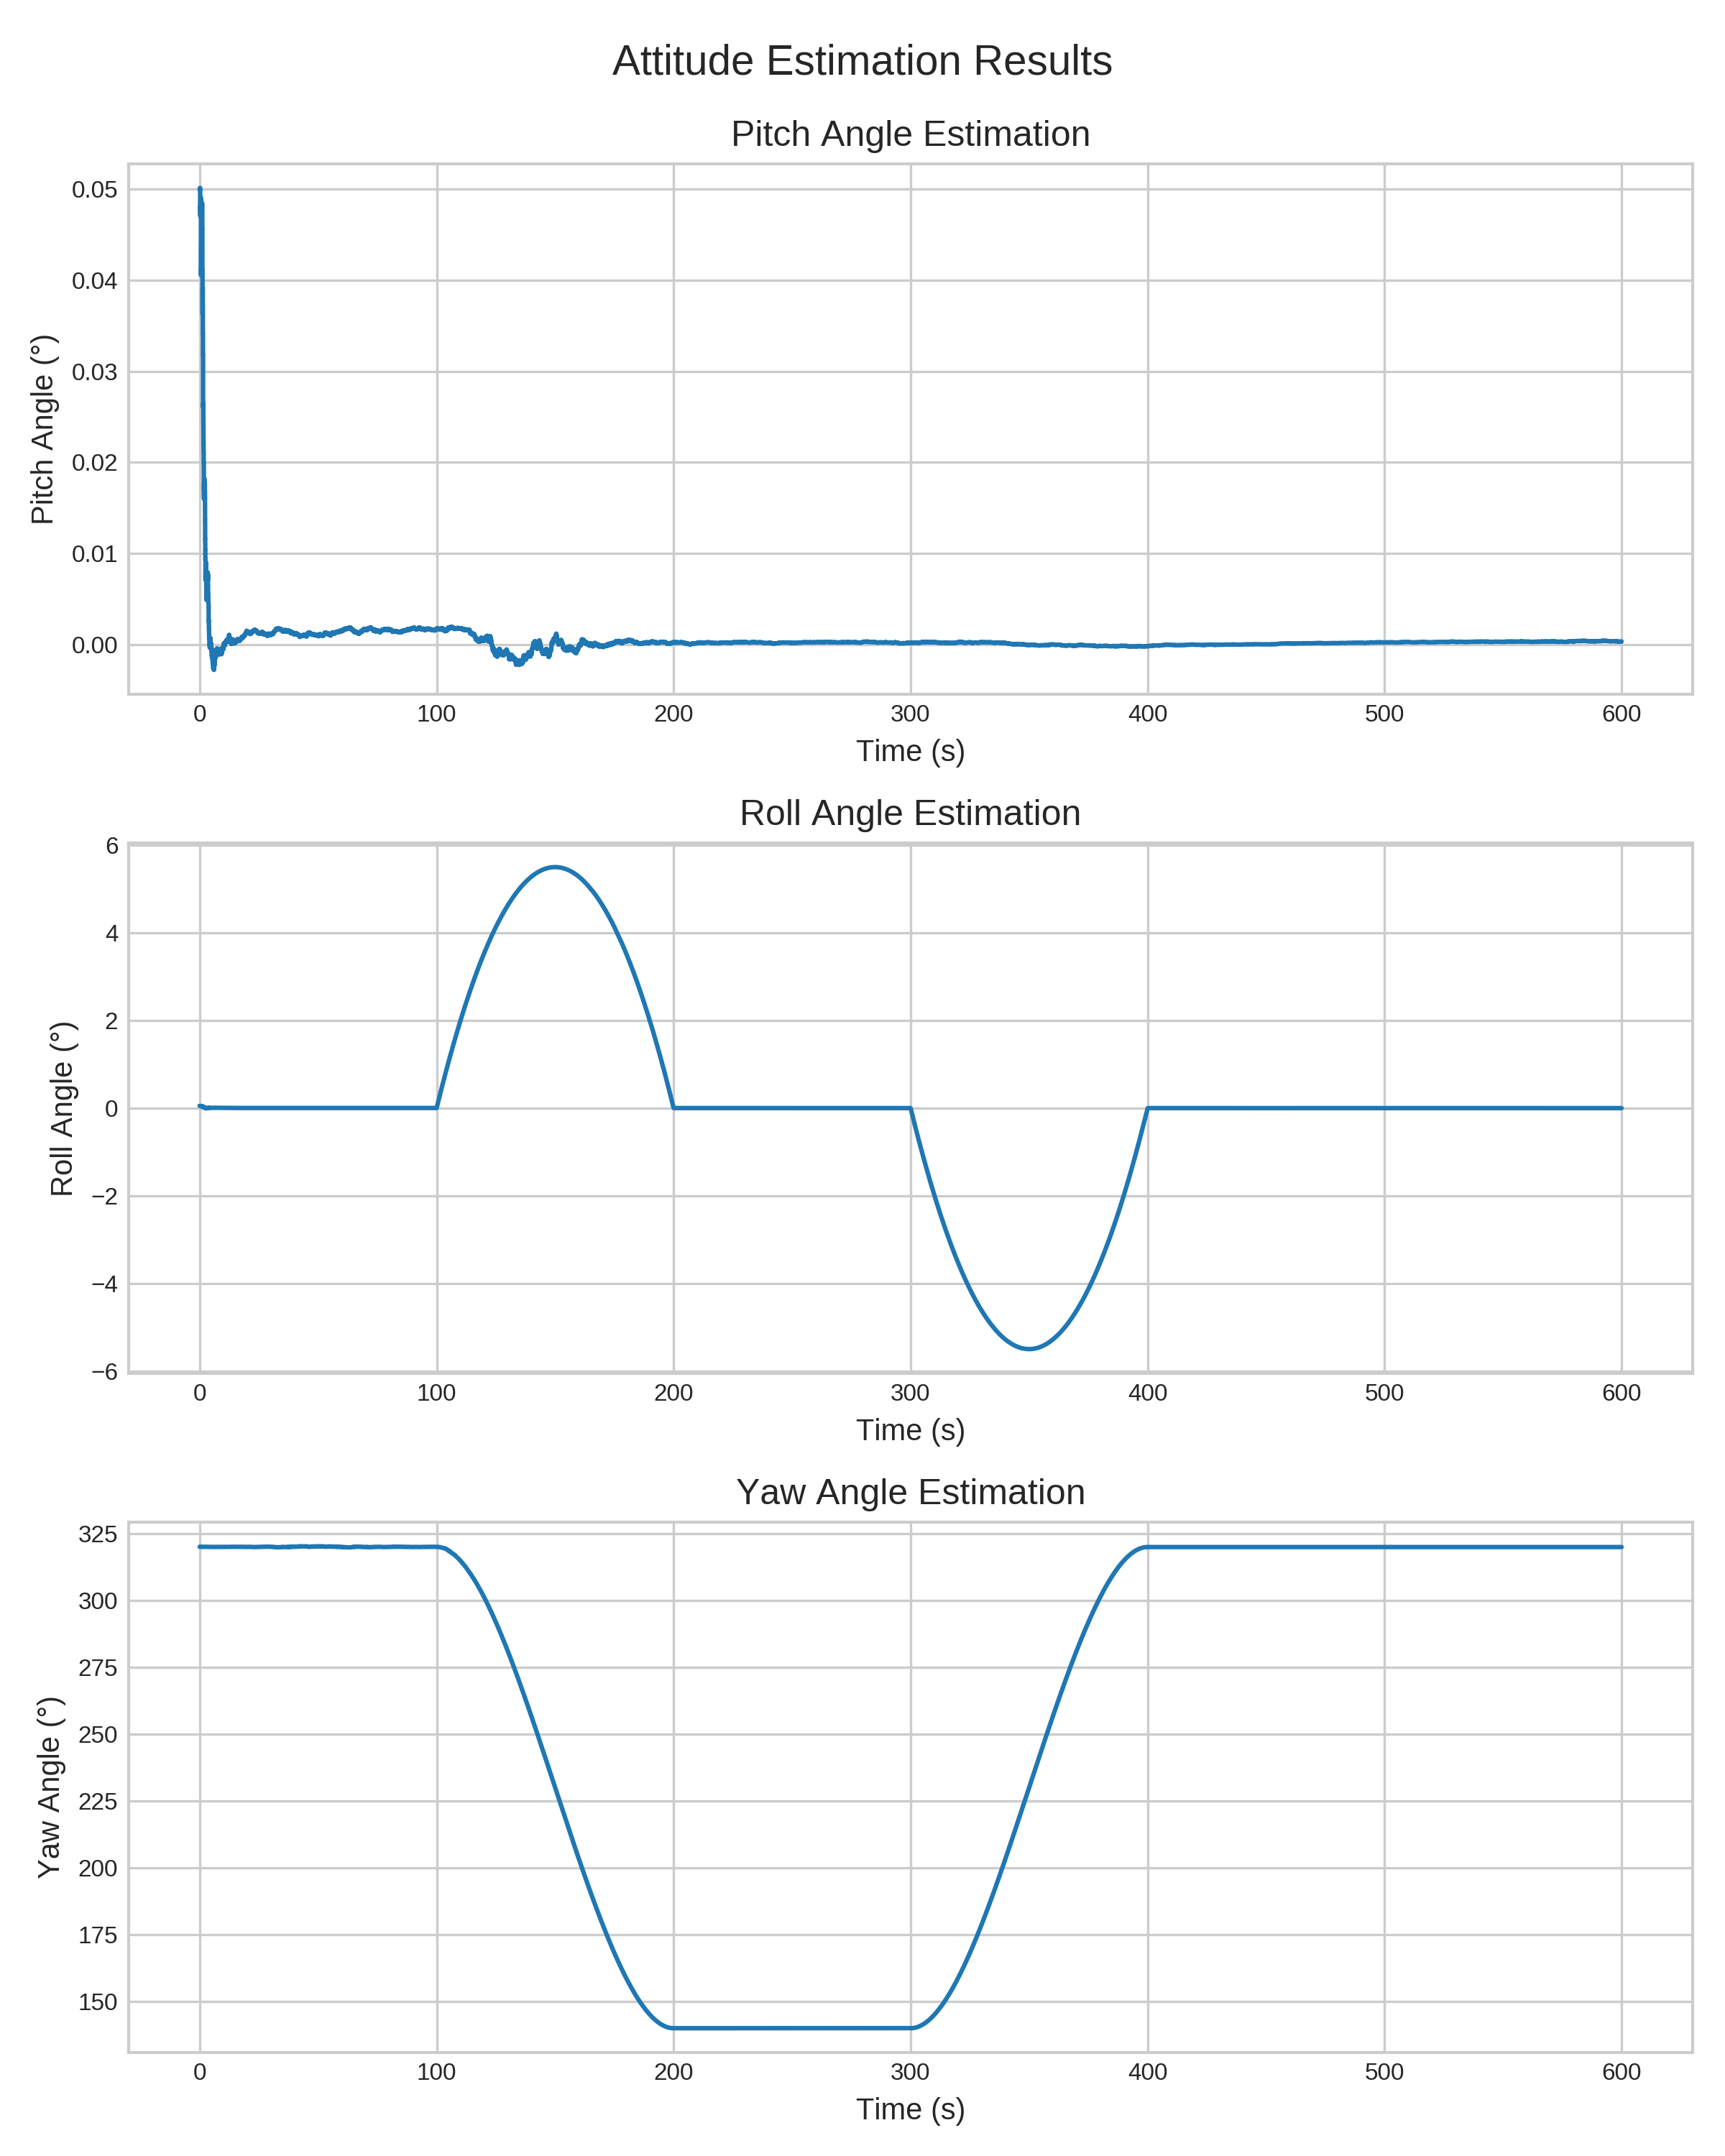 Attitude Estimation Results
Pitch Angle Estimation
0.05
0.04
0.03
0.02
0.01
0.00
Pitch Angle (°)
0 100 200 300 400 500 600
Time (s)
Roll Angle Estimation
6
4
2
0
−2
−4
−6
Roll Angle (°)
0 100 200 300 400 500 600
Time (s)
Yaw Angle Estimation
325
300
275
250
225
200
175
150
Yaw Angle (°)
0 100 200 300 400 500 600
Time (s)